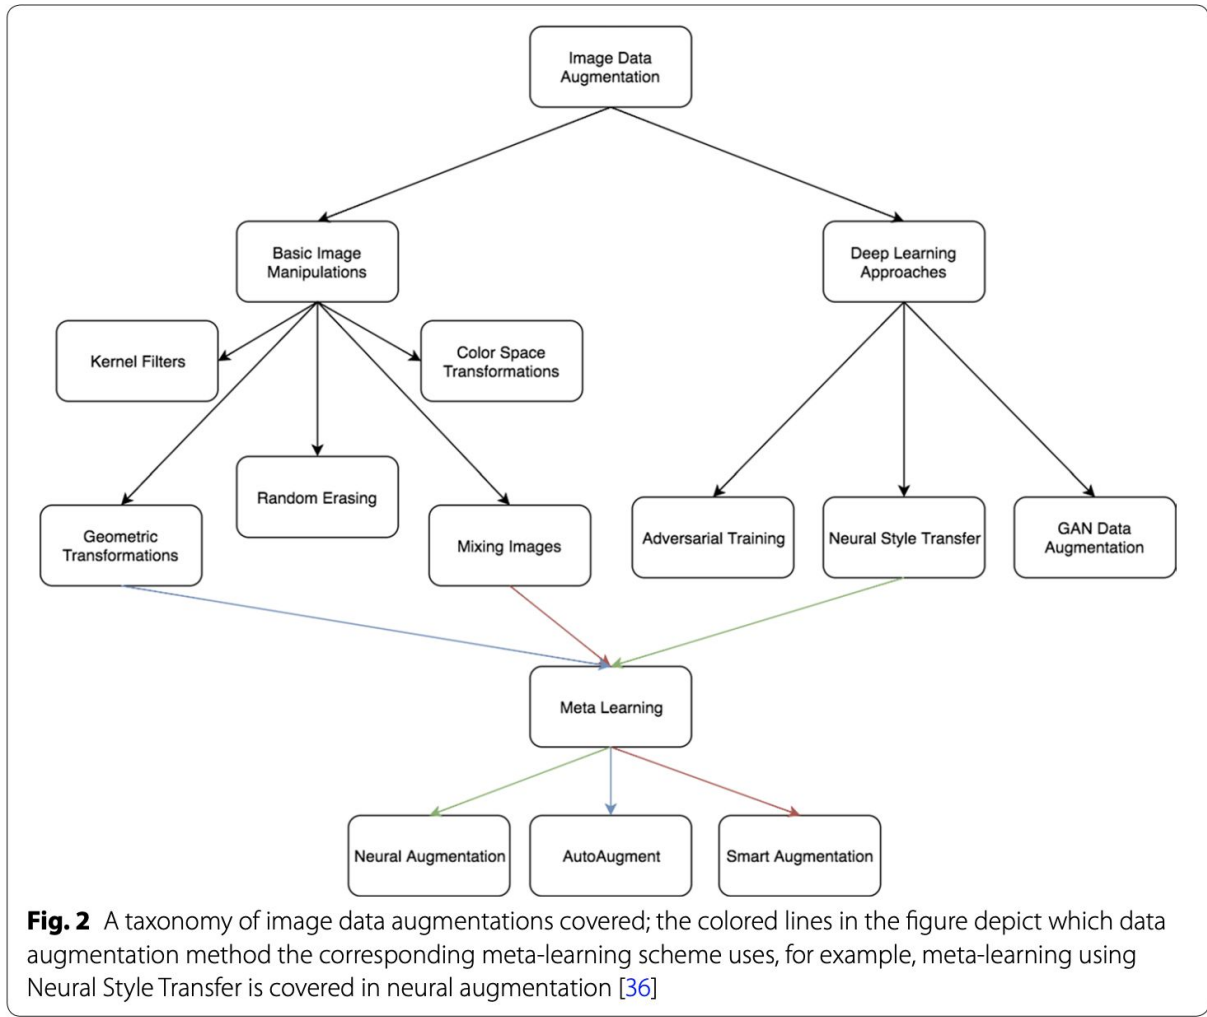 Image Data
Augmentation
Basic Image
Manipulations
Deep Learning
Approaches
Kernel Filters
Color Space
Transformations
Random Erasing
Geometric
Transformations
Mixing Images
Adversarial Training
Neural Style Transfer
GAN Data
Augmentation
Meta Learning
Neural Augmentation
AutoAugment
Smart Augmentation
Fig. 2 A taxonomy of image data augmentations covered; the colored lines in the figure depict which data
augmentation method the corresponding meta-learning scheme uses, for example, meta-learning using
Neural Style Transfer is covered in neural augmentation [36]